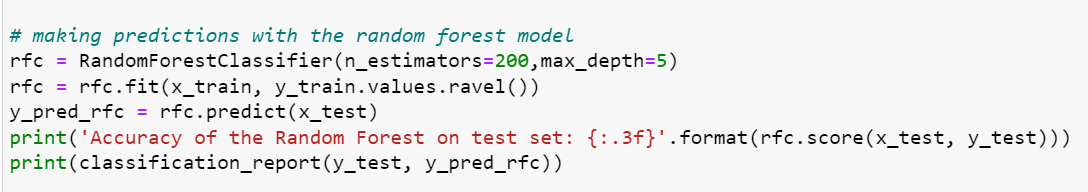 # making predictions with the random forest model
rfc = RandomForestClassifier(n_estimators=200,max_depth=5)
rfc = rfc.fit(x_train, y_train.values.ravel())
y_pred_rfc = rfc.predict(x_test)
print('Accuracy of the Random Forest on test set: {:.3f}'.format(rfc.score(x_test, y_test)))
print(classification_report(y_test, y_pred_rfc))